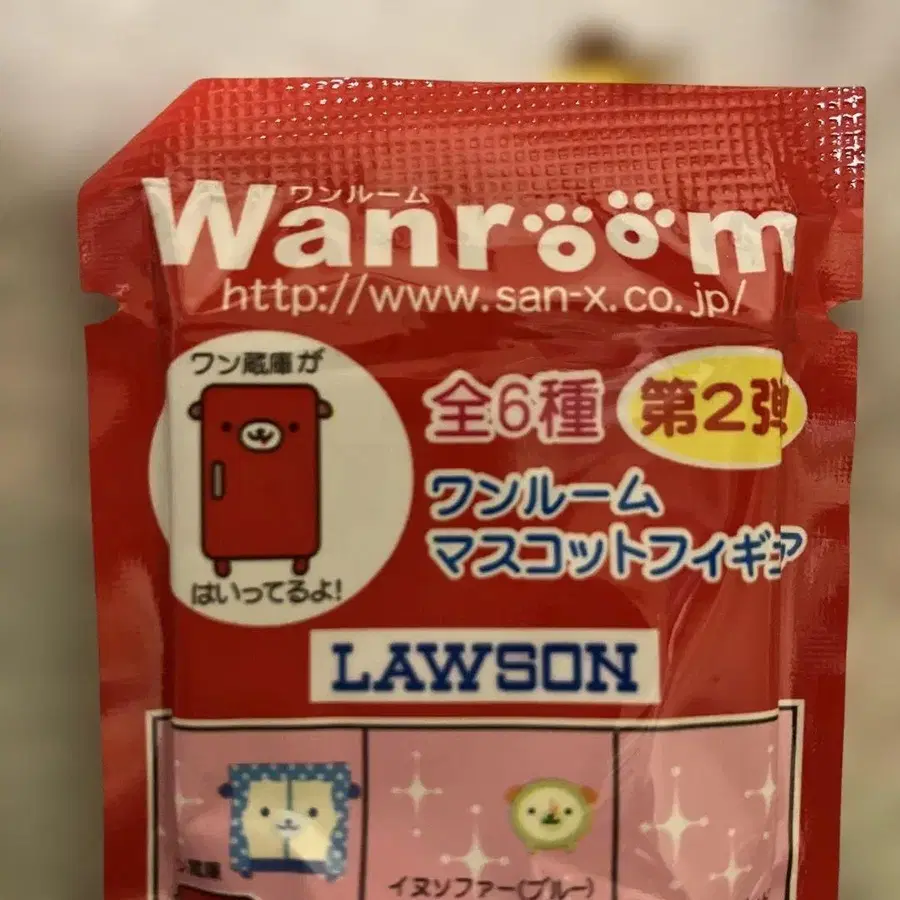 ワンルーム
Wanroom
http://www.san-x.co.jp/
ワン蔵庫が
はいってるよ!
全6種
第2弾
ワンルーム
マスコットフィギュア
LAWSON
蔵庫
イヌソファー(ブルー)